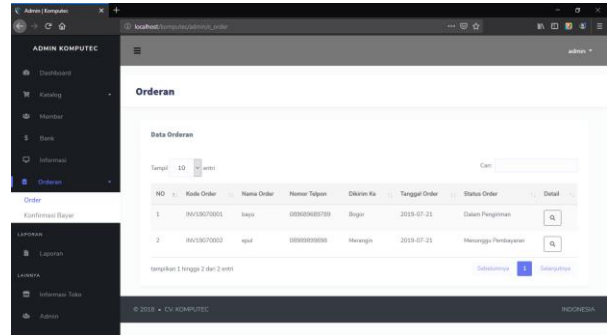 Admin | Komputec
localhost/komputec/admin/c_order
ADMIN KOMPUTEC
admin
Dashboard
Katalog
Member
$ Bank
Informasi
Orderan
Order
Konfirmasi Bayar
LAPORAN
Laporan
LAINNYA
Informasi Toko
Admin
Orderan
Data Orderan
Tampil 10 entri
Cari:
NO Kode Order Nama Order Nomor Telpon Dikirim Ke Tanggal Order Status Order Detail
1 INV19070001 bayu 089689689789 Bogor 2019-07-21 Dalam Pengiriman
2 INV19070002 epul Merangin 2019-07-21 Menunggu Pembayaran
tampilkan 1 hingga 2 dari 2 entri
Sebelumnya 1 Selanjutnya
© 2018 • CV. KOMPUTEC
INDONESIA